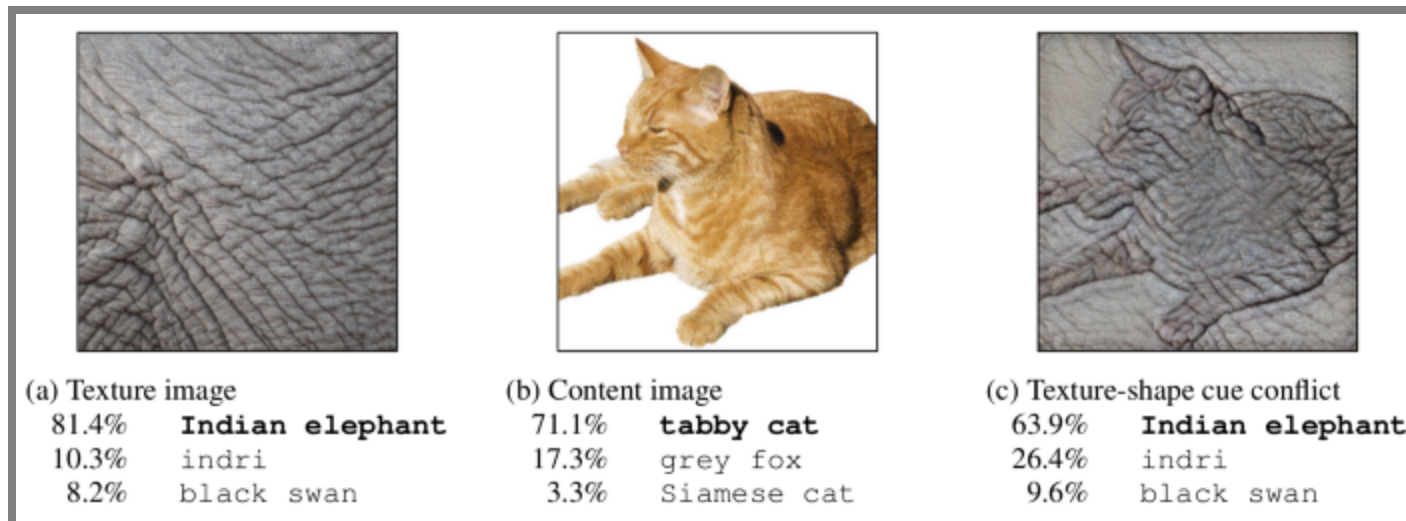 (a) Texture image
81.4% Indian elephant
10.3% indri
8.2% black swan
(b) Content image
71.1% tabby cat
17.3% grey fox
3.3% Siamese cat
(c) Texture-shape cue conflict
63.9% Indian elephant
26.4% indri
9.6% black swan